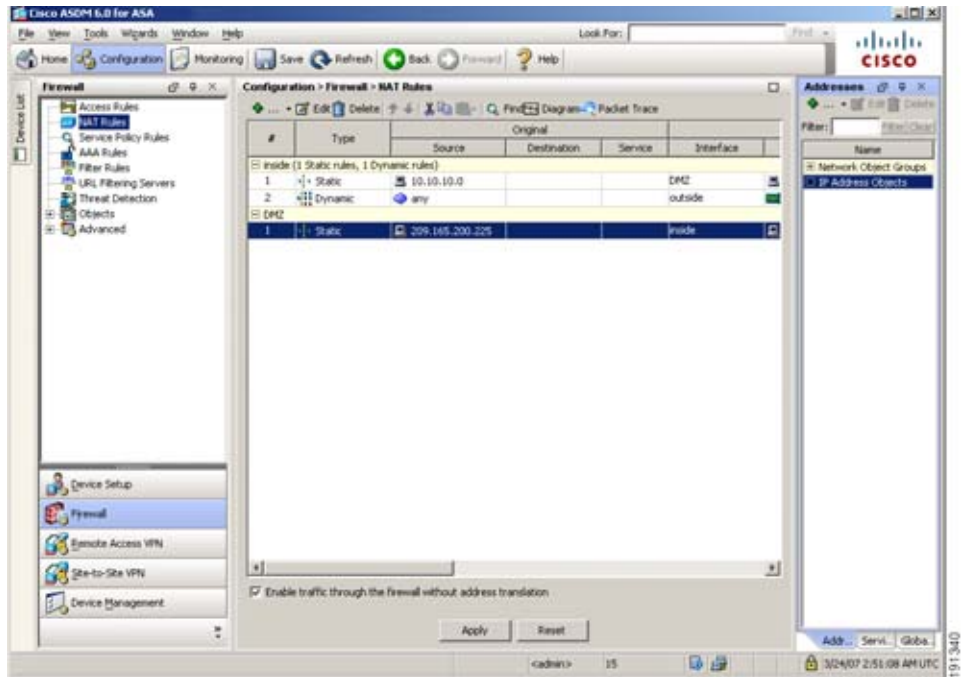 Cisco ASDM 6.0 for ASA
File View Tools Wizards Window Help
Look For: Find
Home Configuration Monitoring Save Refresh Back Forward Help
CISCO
Device List
Firewall
Access Rules
NAT Rules
Service Policy Rules
AAA Rules
Filter Rules
URL Filtering Servers
Threat Detection
Objects
Advanced
Device Setup
Firewall
Remote Access VPN
Site-to-Site VPN
Device Management
Configuration > Firewall > NAT Rules
... Edit Delete Find Diagram Packet Trace
# Type Original
Source Destination Service Interface
inside (1 Static rules, 1 Dynamic rules)
1 Static 10.10.10.0 DMZ
2 Dynamic any outside
DMZ
1 Static 209.165.200.225 inside
Enable traffic through the firewall without address translation
Apply Reset
Addresses
... Edit Delete
Filter: Filter Clear
Name
Network Object Groups
IP Address Objects
Addr... Servi... Globa...
<admin> 15 3/24/07 2:51:08 AM UTC
191340